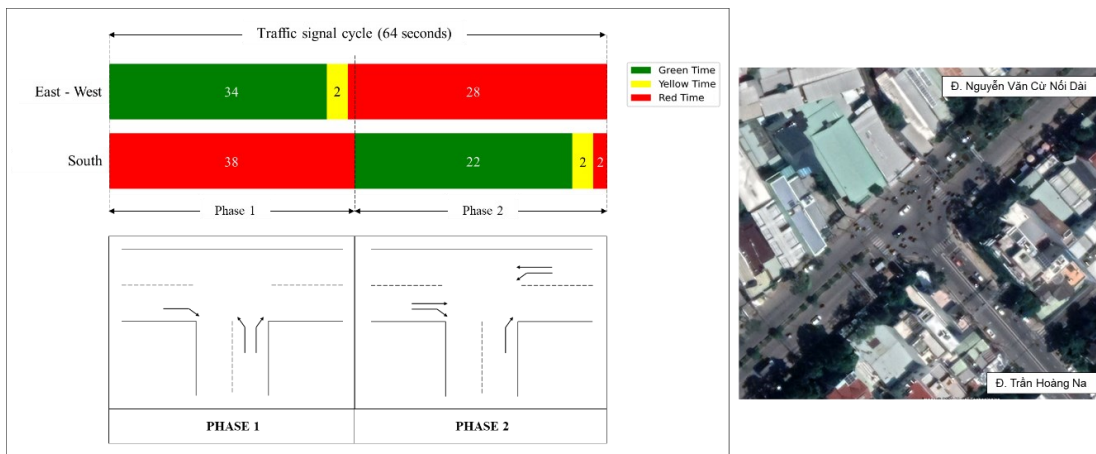 Traffic signal cycle (64 seconds)
East - West
34
2
28
Green Time
Yellow Time
Red Time
South
38
22
2
2
Phase 1
Phase 2
PHASE 1
PHASE 2
Đ. Nguyễn Văn Cừ Nối Dài
Đ. Trần Hoàng Na